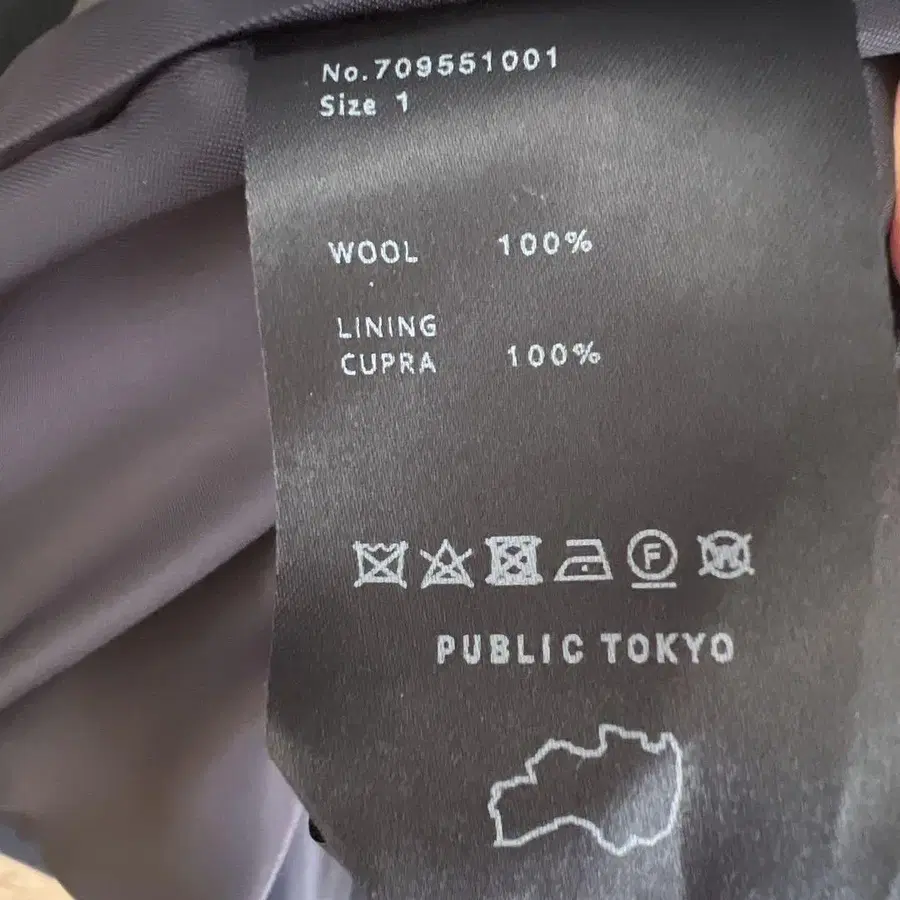 No.709551001
Size 1
WOOL 100%
LINING
CUPRA 100%
F W
PUBLIC TOKYO